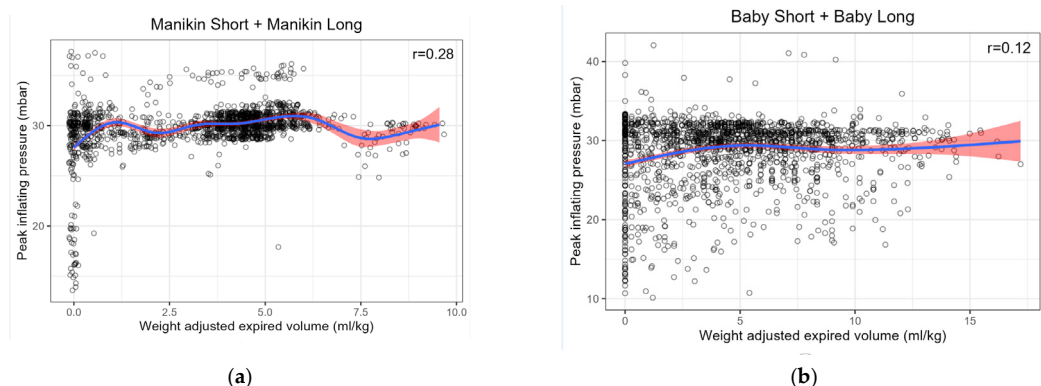 Manikin Short + Manikin Long
r=0.28
Peak inflating pressure (mbar)
30
20
0.0 2.5 5.0 7.5 10.0
Weight adjusted expired volume (ml/kg)
(a)
Baby Short + Baby Long
r=0.12
Peak inflating pressure (mbar)
40
30
20
10
0 5 10 15
Weight adjusted expired volume (ml/kg)
(b)